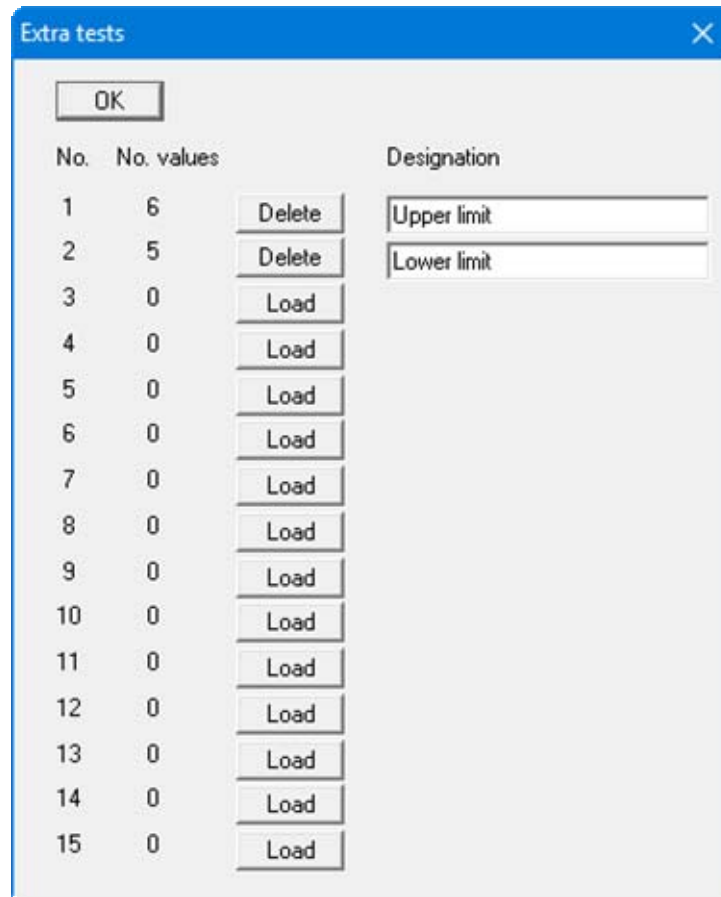 Extra tests
OK
No. No. values Designation
1 6 Delete Upper limit
2 5 Delete Lower limit
3 0 Load
4 0 Load
5 0 Load
6 0 Load
7 0 Load
8 0 Load
9 0 Load
10 0 Load
11 0 Load
12 0 Load
13 0 Load
14 0 Load
15 0 Load